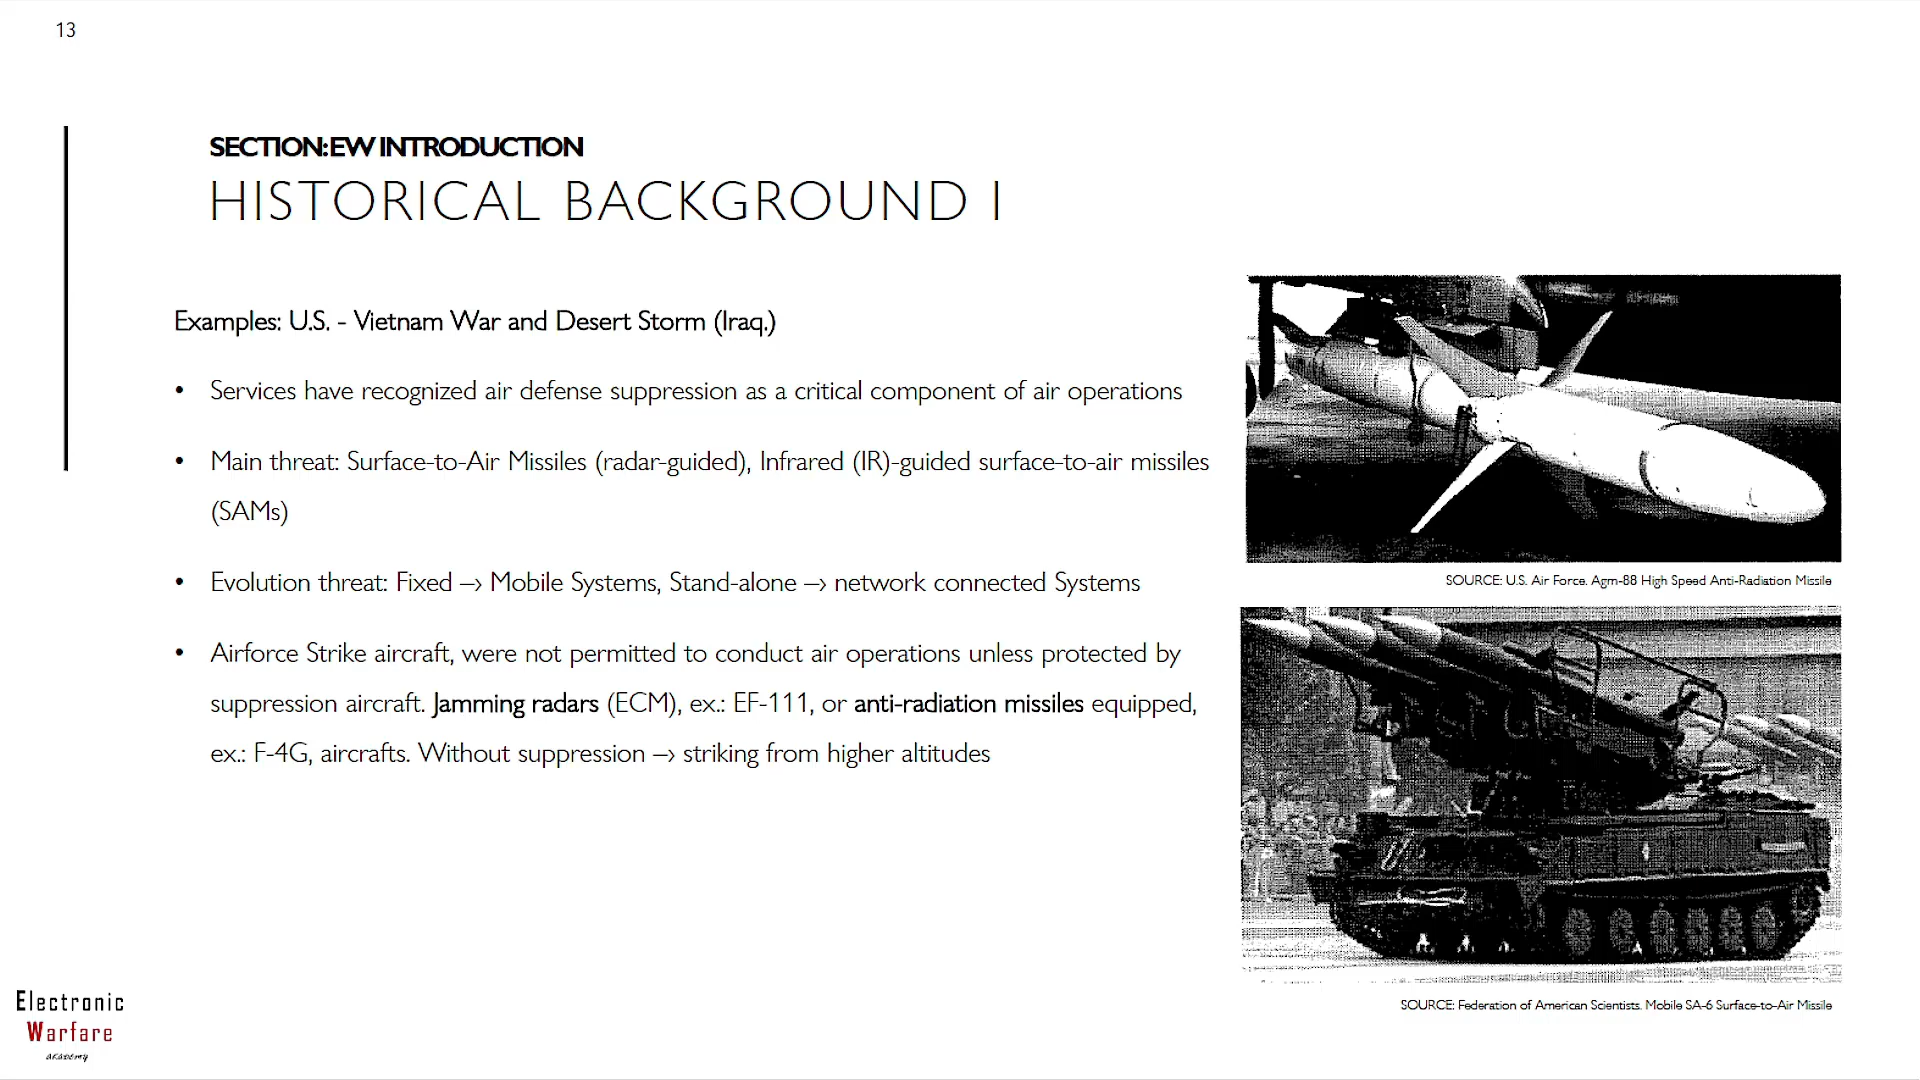 13
SECTION: EW INTRODUCTION
HISTORICAL BACKGROUND I
Examples: U.S. - Vietnam War and Desert Storm (Iraq.)
• Services have recognized air defense suppression as a critical component of air operations
• Main threat: Surface-to-Air Missiles (radar-guided), Infrared (IR)-guided surface-to-air missiles
(SAMs)
• Evolution threat: Fixed –> Mobile Systems, Stand-alone –> network connected Systems
• Airforce Strike aircraft, were not permitted to conduct air operations unless protected by
suppression aircraft. Jamming radars (ECM), ex.: EF-111, or anti-radiation missiles equipped,
ex.: F-4G, aircrafts. Without suppression –> striking from higher altitudes
SOURCE: U.S. Air Force. Agm-88 High Speed Anti-Radiation Missile
SOURCE: Federation of American Scientists. Mobile SA-6 Surface-to-Air Missile
Electronic
Warfare
academy